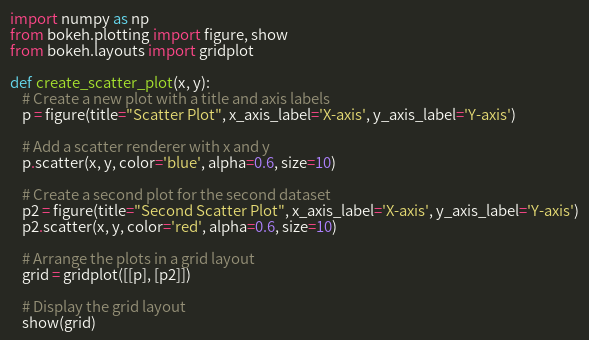 import numpy as np
from bokeh.plotting import figure, show
from bokeh.layouts import gridplot

def create_scatter_plot(x, y):
    # Create a new plot with a title and axis labels
    p = figure(title="Scatter Plot", x_axis_label='X-axis', y_axis_label='Y-axis')

    # Add a scatter renderer with x and y
    p.scatter(x, y, color='blue', alpha=0.6, size=10)

    # Create a second plot for the second dataset
    p2 = figure(title="Second Scatter Plot", x_axis_label='X-axis', y_axis_label='Y-axis')
    p2.scatter(x, y, color='red', alpha=0.6, size=10)

    # Arrange the plots in a grid layout
    grid = gridplot([[p], [p2]])

    # Display the grid layout
    show(grid)